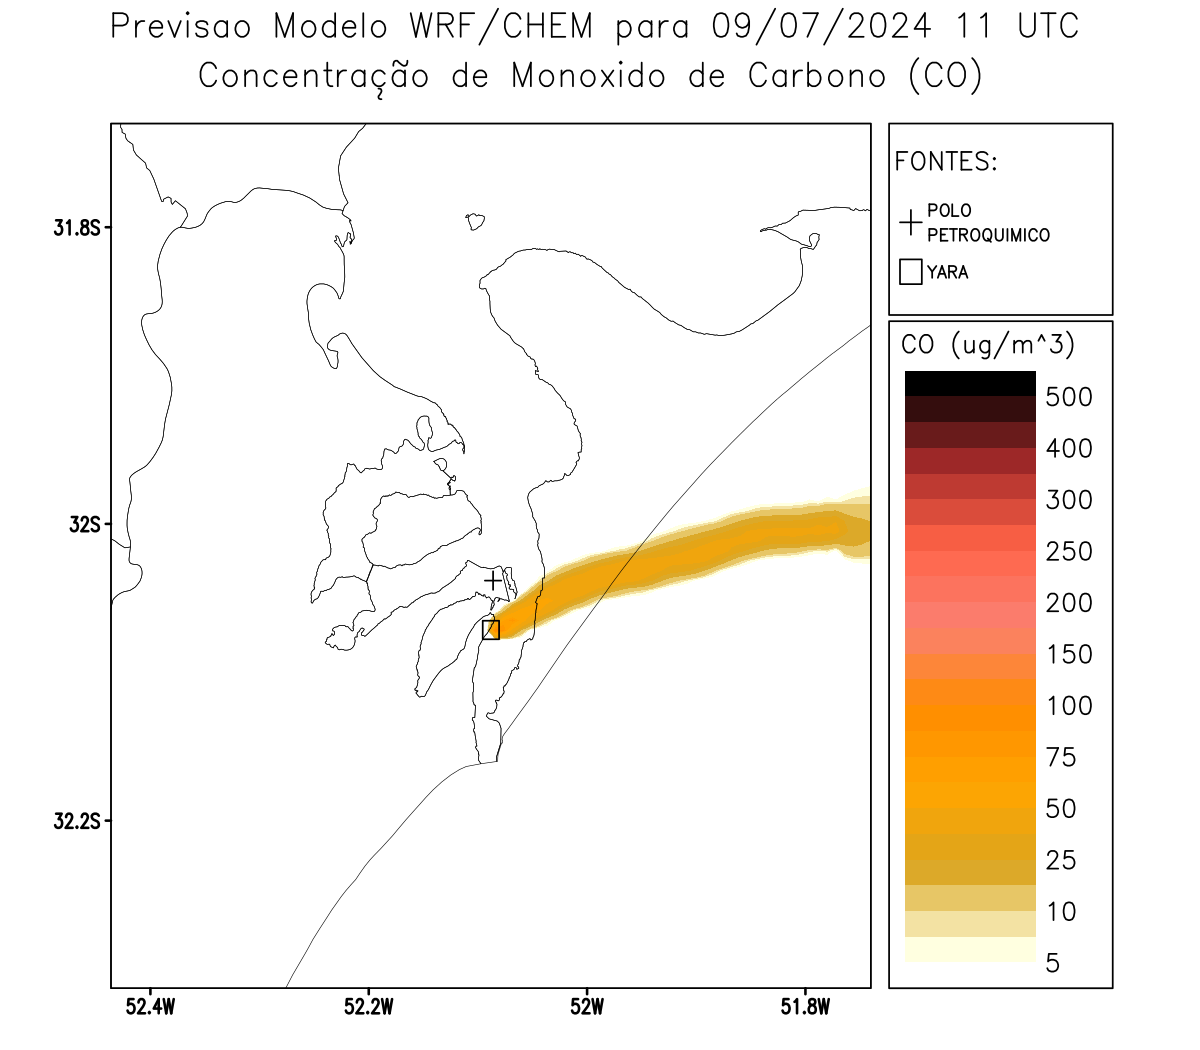 Previsao Modelo WRF/CHEM para 09/07/2024 11 UTC
Concentração de Monoxido de Carbono (CO)
FONTES:
POLO
PETROQUIMICO
YARA
CO (ug/m^3)
500
400
300
250
200
150
100
75
50
25
10
5
31.8S
32S
32.2S
52.4W
52.2W
52W
51.8W